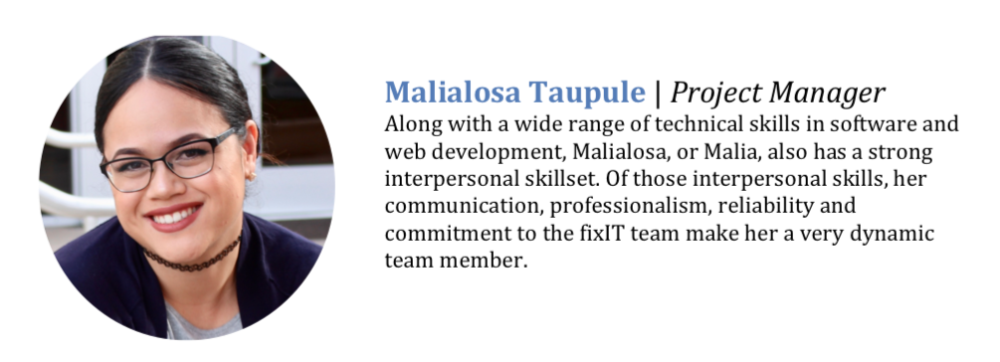 Malialosa Taupule | Project Manager
Along with a wide range of technical skills in software and
web development, Malialosa, or Malia, also has a strong
interpersonal skillset. Of those interpersonal skills, her
communication, professionalism, reliability and
commitment to the fixIT team make her a very dynamic
team member.